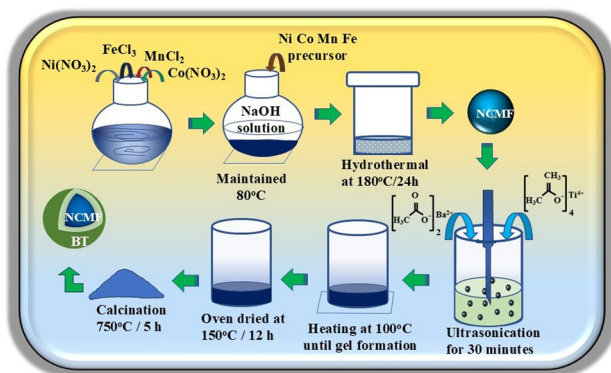 Ni(NO₃)₂
FeCl₃
MnCl₂
Co(NO₃)₂
Ni Co Mn Fe
precursor
NaOH
solution
Maintained
80°C
Hydrothermal
at 180°C/24h
NCMF
H₃C
O
O⁻
2
Ba²⁺
CH₃
H₃C
O⁻
4
Ti⁴⁺
Ultrasonication
for 30 minutes
Heating at 100°C
until gel formation
Oven dried at
150°C / 12 h
Calcination
750°C / 5 h
NCMF
BT